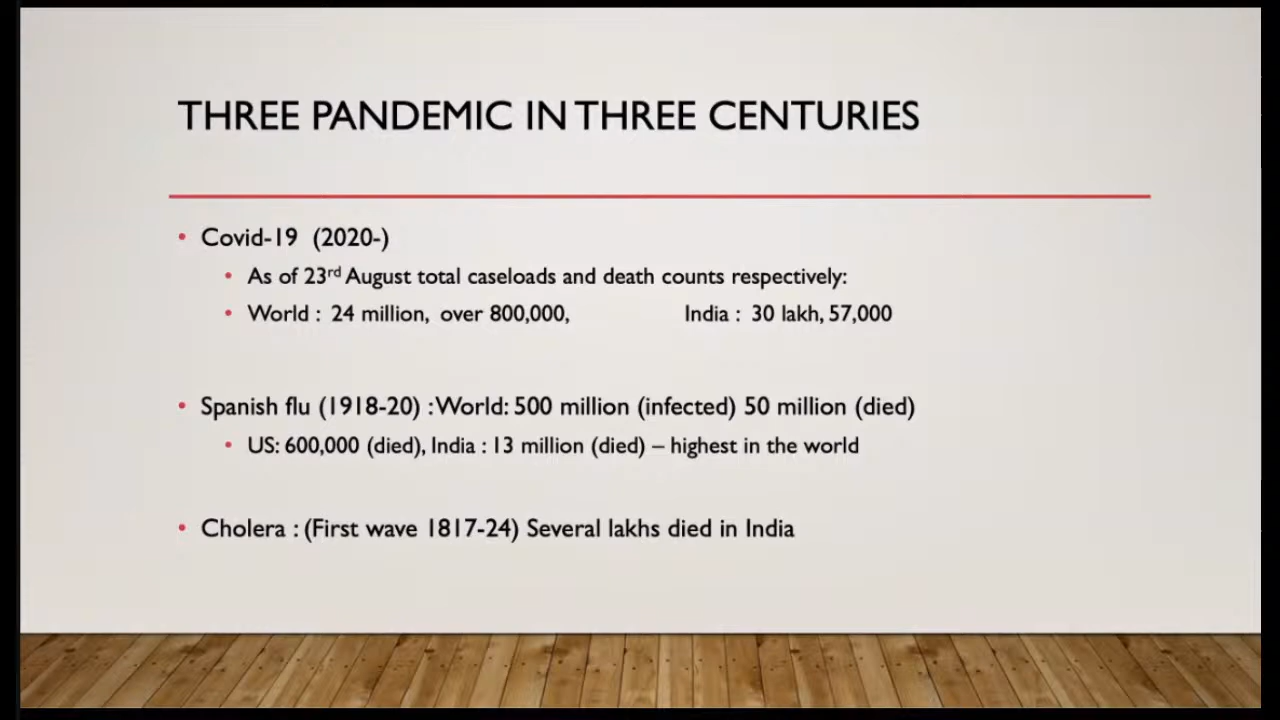 THREE PANDEMIC IN THREE CENTURIES
• Covid-19 (2020-)
• As of 23rd August total caseloads and death counts respectively:
• World : 24 million, over 800,000, India : 30 lakh, 57,000
• Spanish flu (1918-20) :World: 500 million (infected) 50 million (died)
• US: 600,000 (died), India : 13 million (died) – highest in the world
• Cholera : (First wave 1817-24) Several lakhs died in India